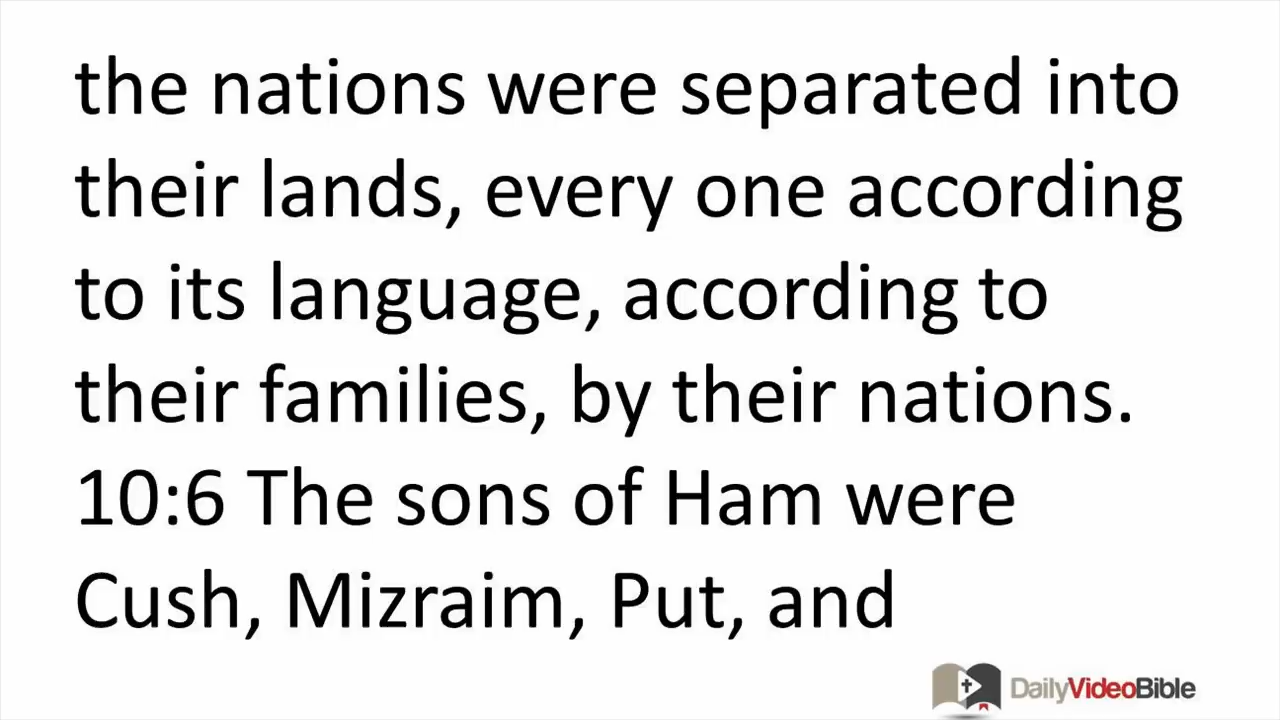 the nations were separated into
their lands, every one according
to its language, according to
their families, by their nations.
10:6 The sons of Ham were
Cush, Mizraim, Put, and
DailyVideoBible